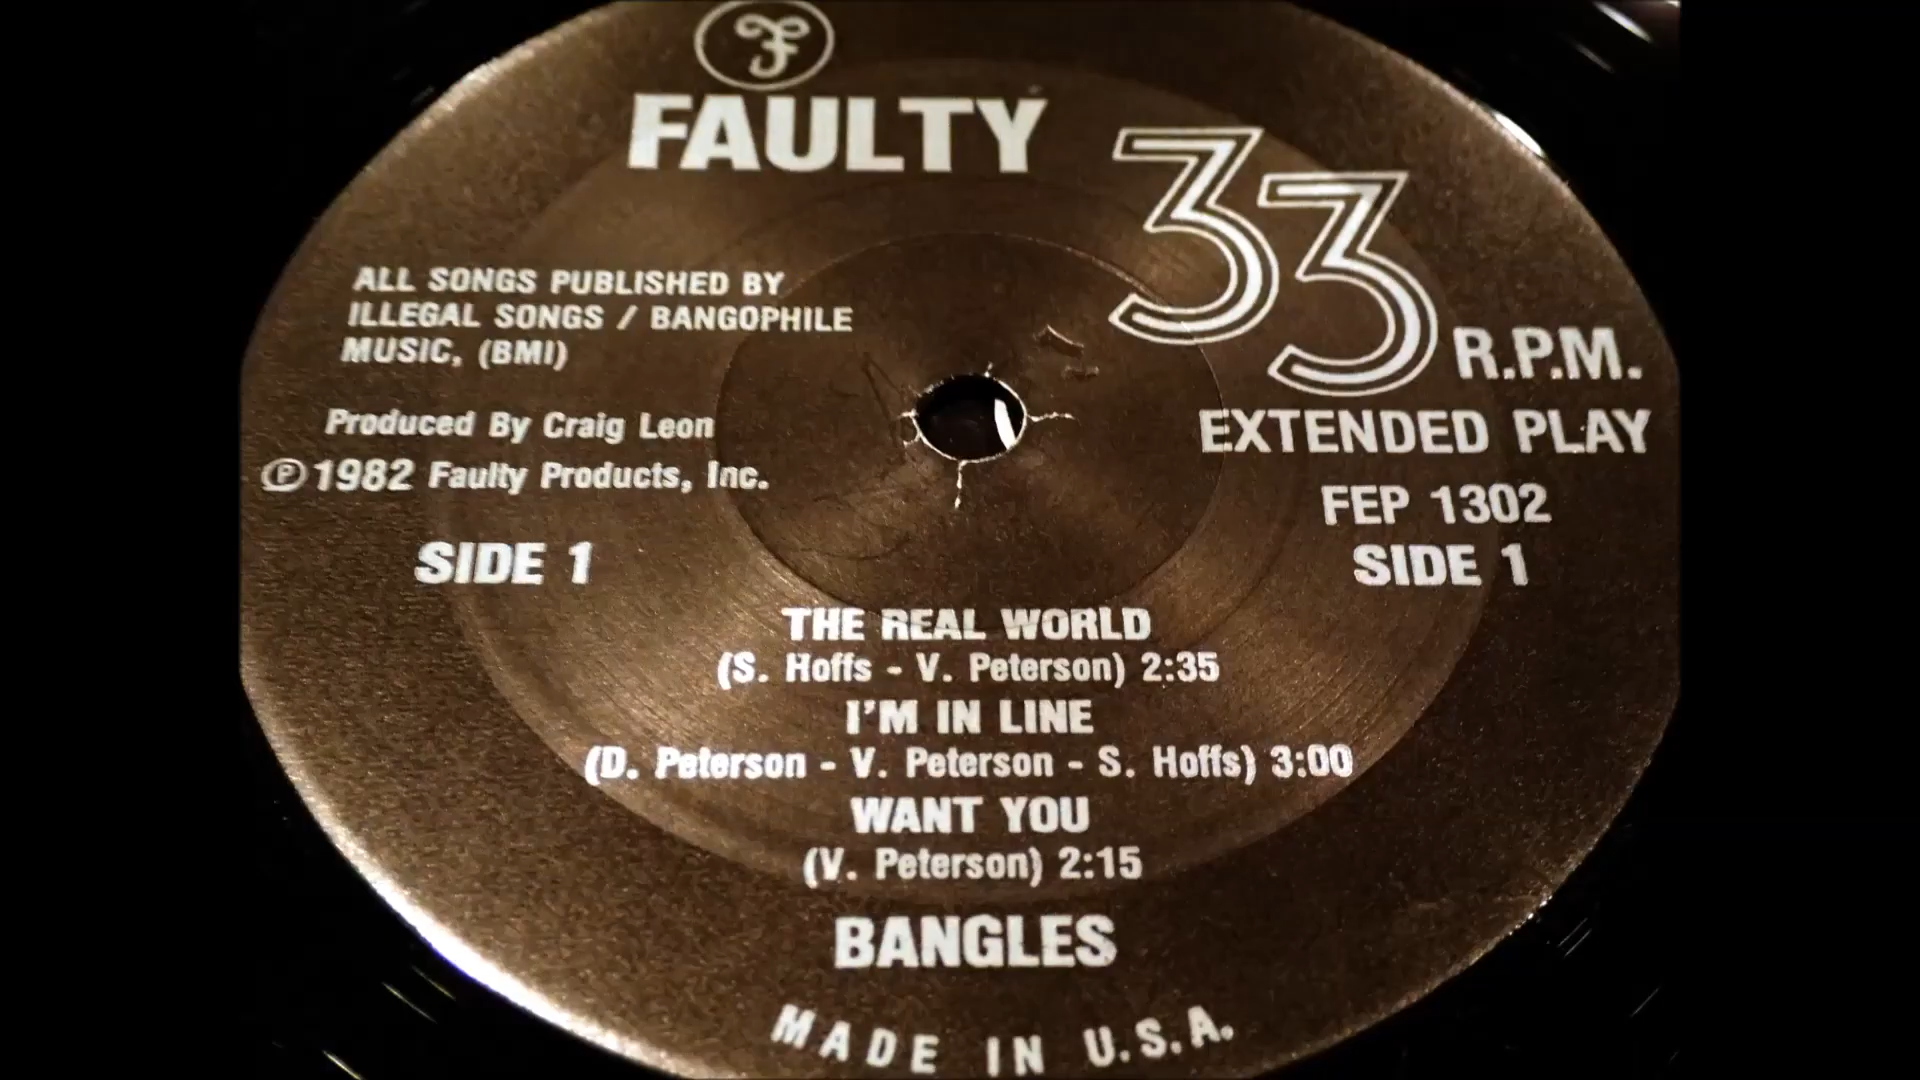 F
FAULTY
33 R.P.M.
EXTENDED PLAY
FEP 1302
SIDE 1
ALL SONGS PUBLISHED BY
ILLEGAL SONGS / BANGOPHILE
MUSIC, (BMI)
Produced By Craig Leon
℗ 1982 Faulty Products, Inc.
SIDE 1
THE REAL WORLD
(S. Hoffs - V. Peterson) 2:35
I'M IN LINE
(D. Peterson - V. Peterson - S. Hoffs) 3:00
WANT YOU
(V. Peterson) 2:15
BANGLES
MADE IN U.S.A.